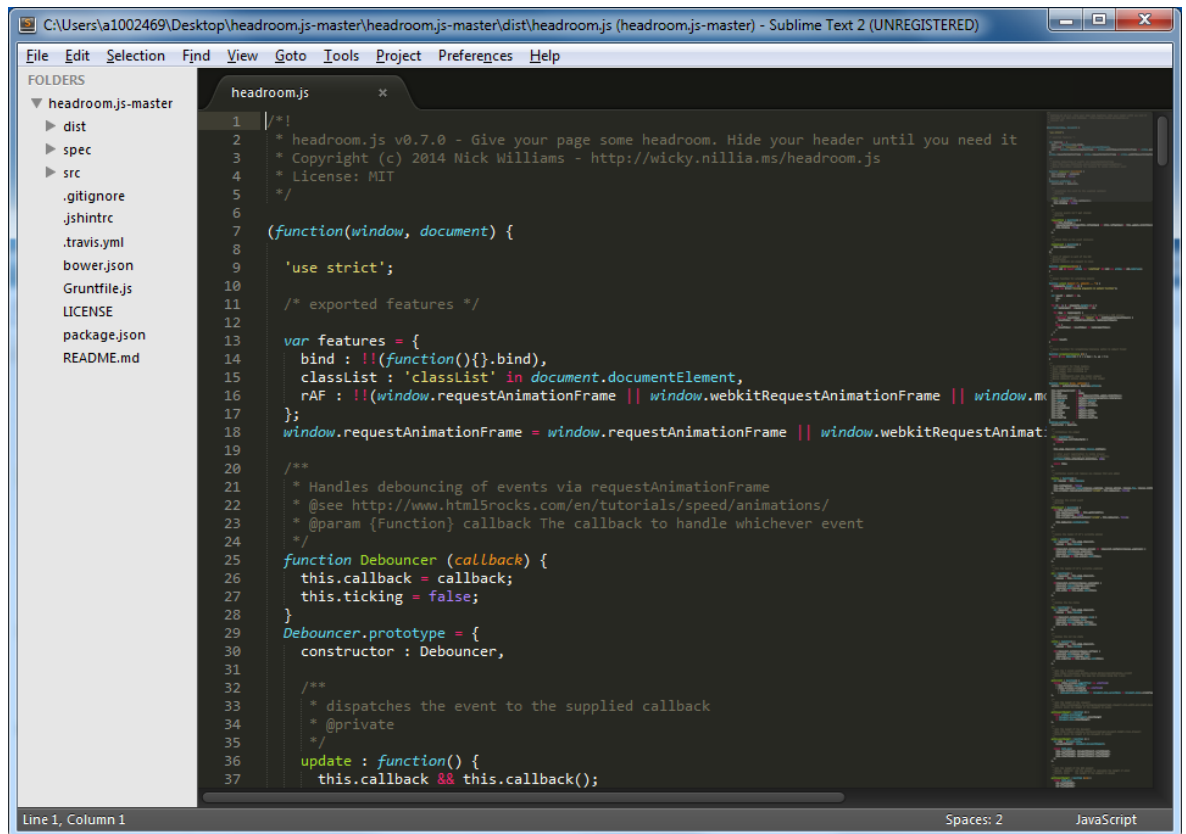 C:\Users\a1002469\Desktop\headroom.js-master\headroom.js-master\dist\headroom.js (headroom.js-master) - Sublime Text 2 (UNREGISTERED)
File Edit Selection Find View Goto Tools Project Preferences Help
FOLDERS
headroom.js-master
dist
spec
src
.gitignore
.jshintrc
.travis.yml
bower.json
Gruntfile.js
LICENSE
package.json
README.md
headroom.js ×
1 /*!
2  * headroom.js v0.7.0 - Give your page some headroom. Hide your header until you need it
3  * Copyright (c) 2014 Nick Williams - http://wicky.nillia.ms/headroom.js
4  * License: MIT
5  */
6
7 (function(window, document) {
8
9   'use strict';
10
11   /* exported features */
12
13   var features = {
14     bind : !!(function(){}.bind),
15     classList : 'classList' in document.documentElement,
16     rAF : !!(window.requestAnimationFrame || window.webkitRequestAnimationFrame || window.mo
17   };
18   window.requestAnimationFrame = window.requestAnimationFrame || window.webkitRequestAnimat
19
20   /**
21    * Handles debouncing of events via requestAnimationFrame
22    * @see http://www.html5rocks.com/en/tutorials/speed/animations/
23    * @param {Function} callback The callback to handle whichever event
24    */
25   function Debouncer (callback) {
26     this.callback = callback;
27     this.ticking = false;
28   }
29   Debouncer.prototype = {
30     constructor : Debouncer,
31
32     /**
33      * dispatches the event to the supplied callback
34      * @private
35      */
36     update : function() {
37       this.callback && this.callback();
Line 1, Column 1 Spaces: 2 JavaScript